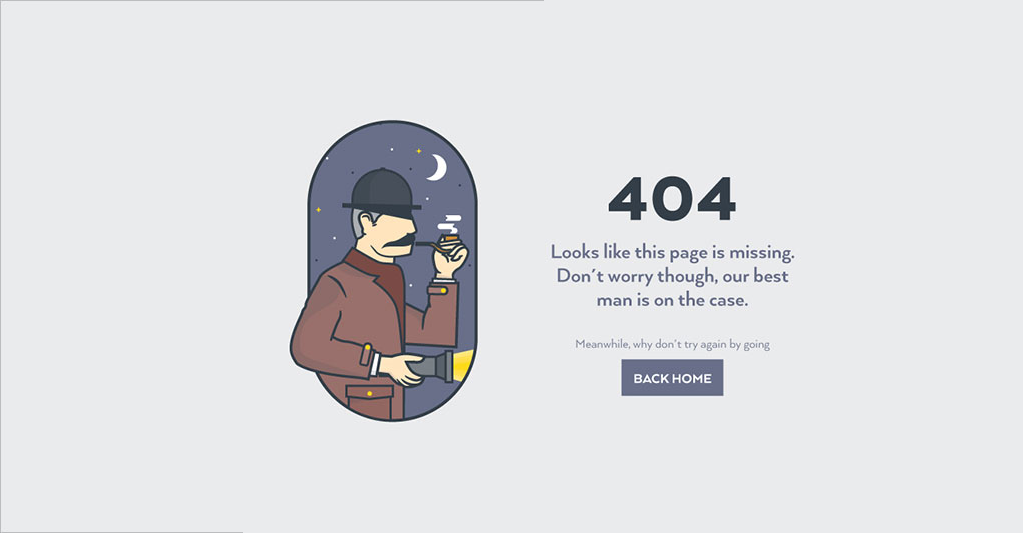 404
Looks like this page is missing.
Don't worry though, our best
man is on the case.
Meanwhile, why don't try again by going
BACK HOME